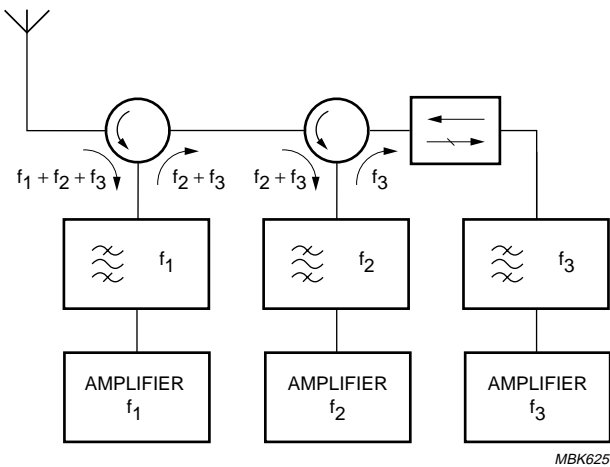 f₁ + f₂ + f₃
f₂ + f₃
f₂ + f₃
f₃
f₁
f₂
f₃
AMPLIFIER
f₁
AMPLIFIER
f₂
AMPLIFIER
f₃
MBK625